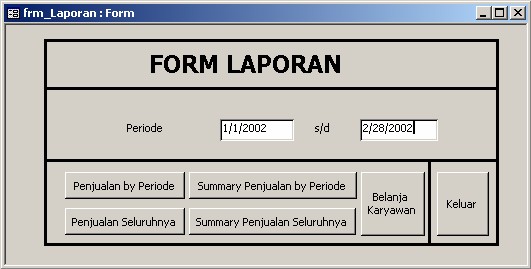 frm_Laporan : Form
FORM LAPORAN
Periode 1/1/2002 s/d 2/28/2002
Penjualan by Periode Summary Penjualan by Periode
Penjualan Seluruhnya Summary Penjualan Seluruhnya
Belanja
Karyawan
Keluar